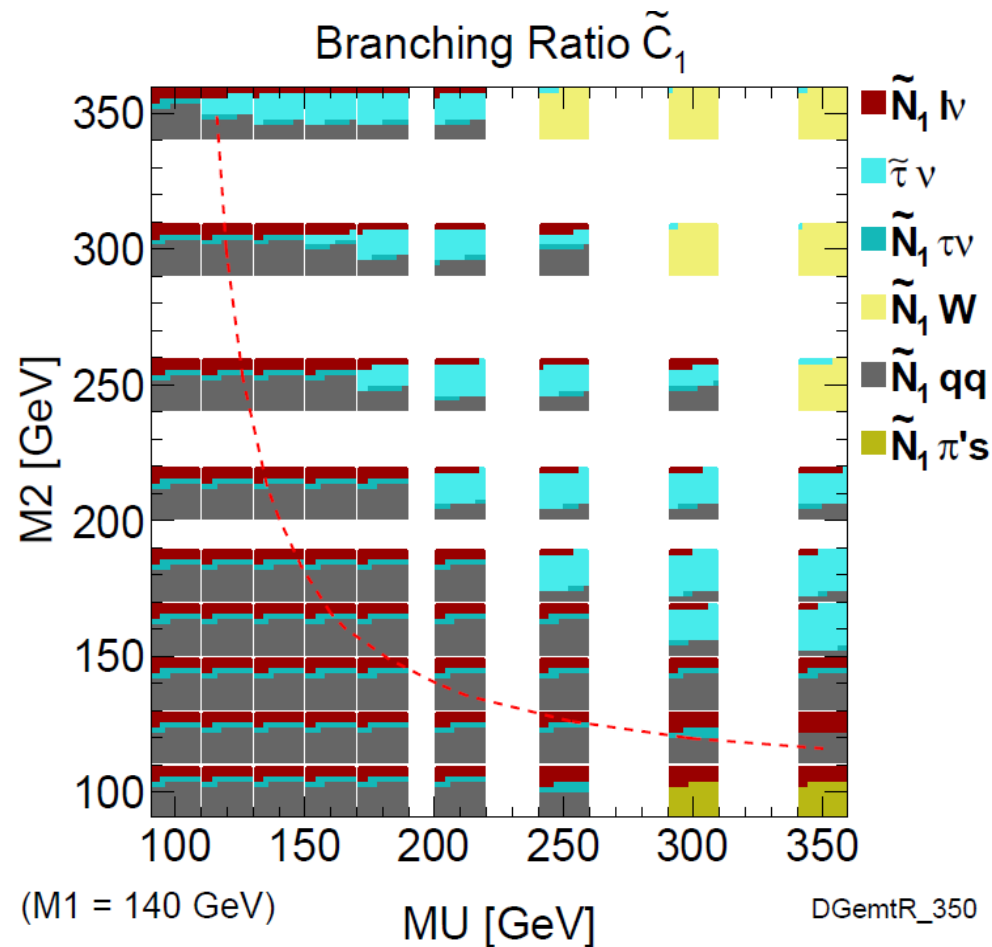 Branching Ratio C̃₁
350
300
250
200
150
100
M2 [GeV]
100 150 200 250 300 350
MU [GeV]
(M1 = 140 GeV)
DGemtR_350
Ñ₁ lν
τ̃ ν
Ñ₁ τν
Ñ₁ W
Ñ₁ qq
Ñ₁ π's